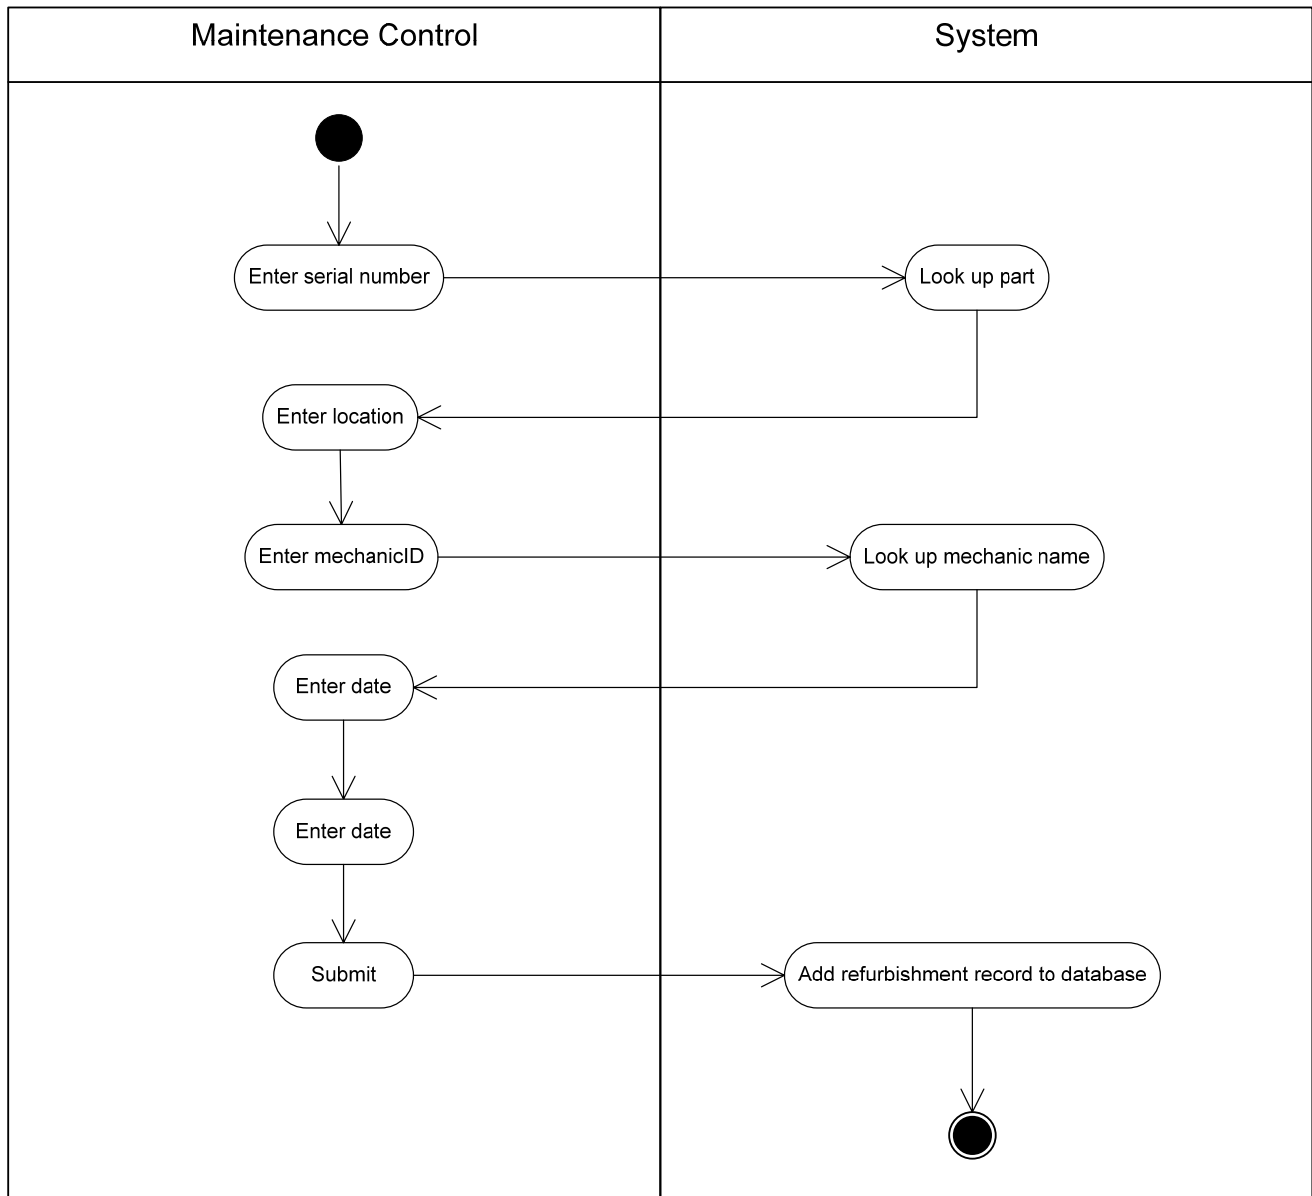 Maintenance Control
System
Enter serial number
Look up part
Enter location
Enter mechanicID
Look up mechanic name
Enter date
Enter date
Submit
Add refurbishment record to database